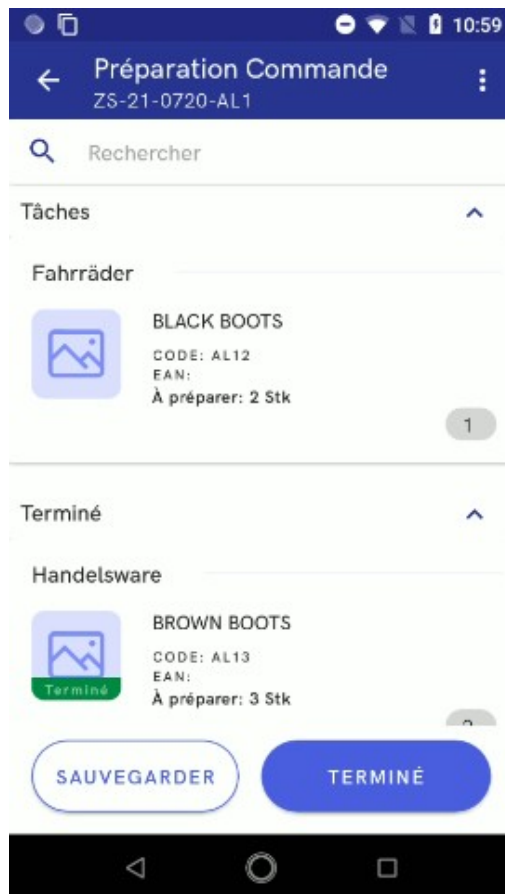 10:59
Préparation Commande
ZS-21-0720-AL1
Rechercher
Tâches
Fahrräder
BLACK BOOTS
CODE: AL12
EAN:
À préparer: 2 Stk
1
Terminé
Handelsware
BROWN BOOTS
CODE: AL13
EAN:
Terminé
À préparer: 3 Stk
SAUVEGARDER
TERMINÉ